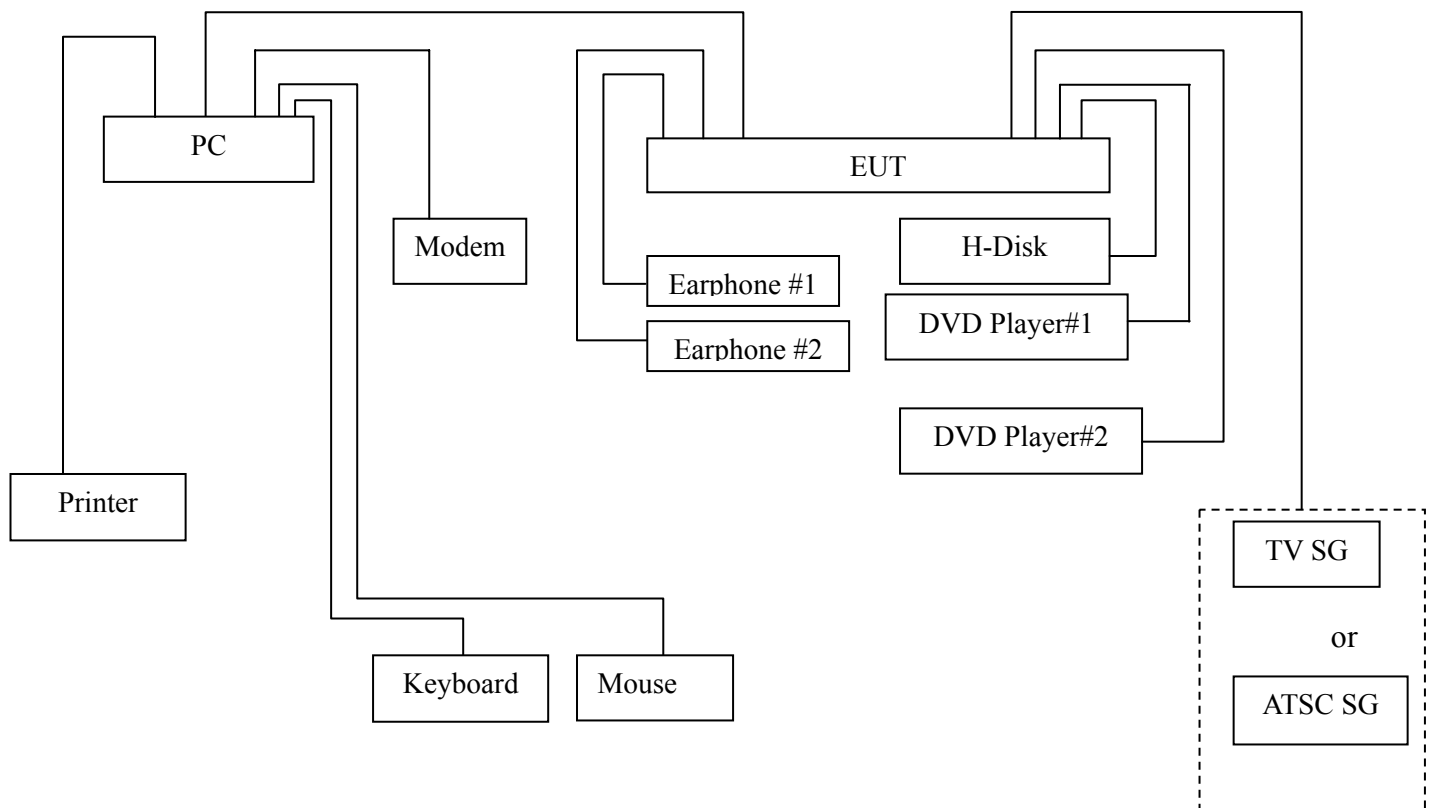 PC
EUT
Modem
H-Disk
Earphone #1
DVD Player#1
Earphone #2
DVD Player#2
Printer
TV SG
or
Keyboard
Mouse
ATSC SG